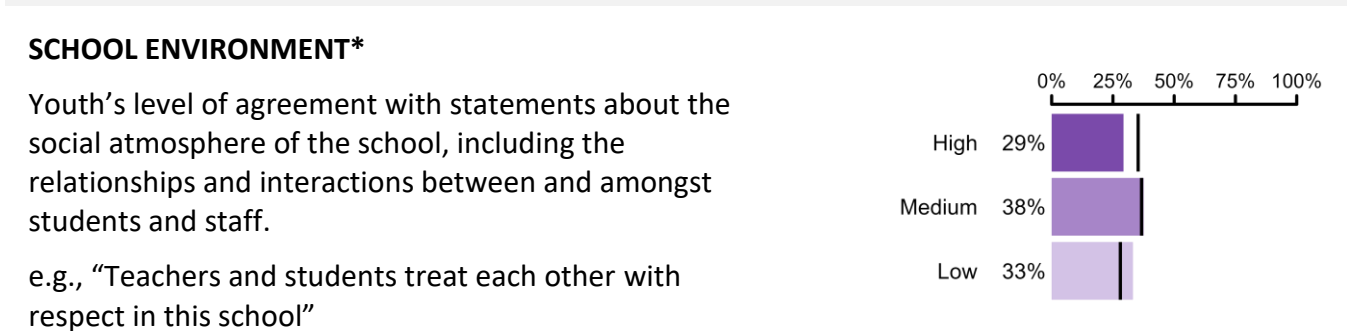 SCHOOL ENVIRONMENT*
Youth’s level of agreement with statements about the
social atmosphere of the school, including the
relationships and interactions between and amongst
students and staff.
e.g., “Teachers and students treat each other with
respect in this school”
0% 25% 50% 75% 100%
High 29%
Medium 38%
Low 33%